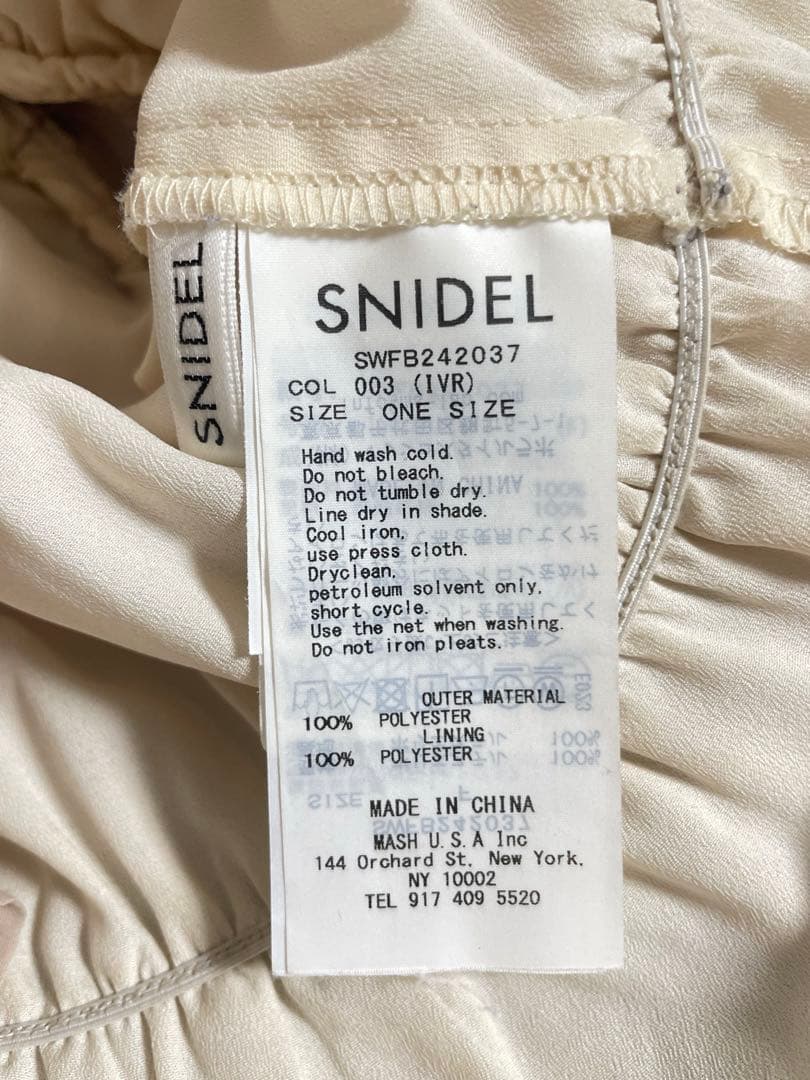 SNIDEL
SNIDEL
SWFB242037
COL 003 (IVR)
SIZE ONE SIZE
Hand wash cold.
Do not bleach.
Do not tumble dry.
Line dry in shade.
Cool iron,
use press cloth.
Dryclean,
petroleum solvent only,
short cycle.
Use the net when washing.
Do not iron pleats.
OUTER MATERIAL
100% POLYESTER
LINING
100% POLYESTER
MADE IN CHINA
MASH U.S.A Inc
144 Orchard St, New York,
NY 10002
TEL 917 409 5520